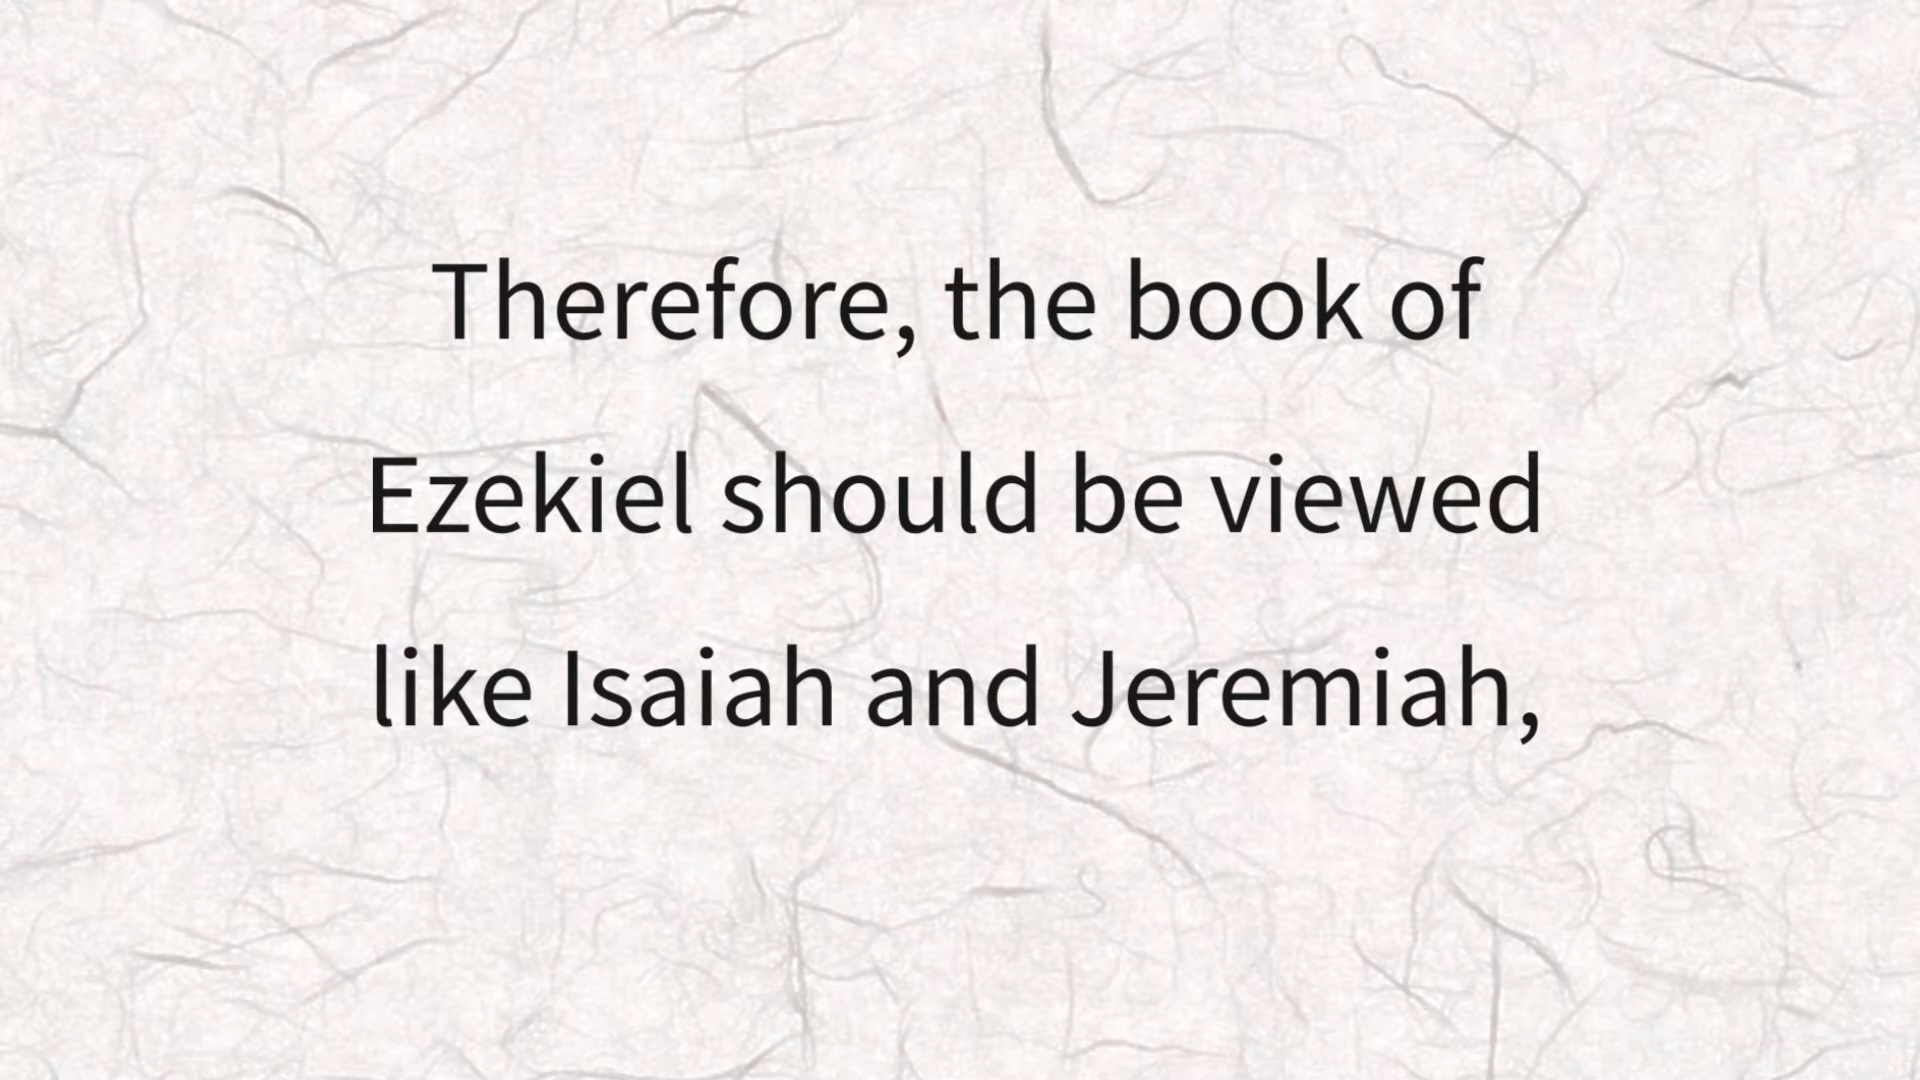 Therefore, the book of
Ezekiel should be viewed
like Isaiah and Jeremiah,